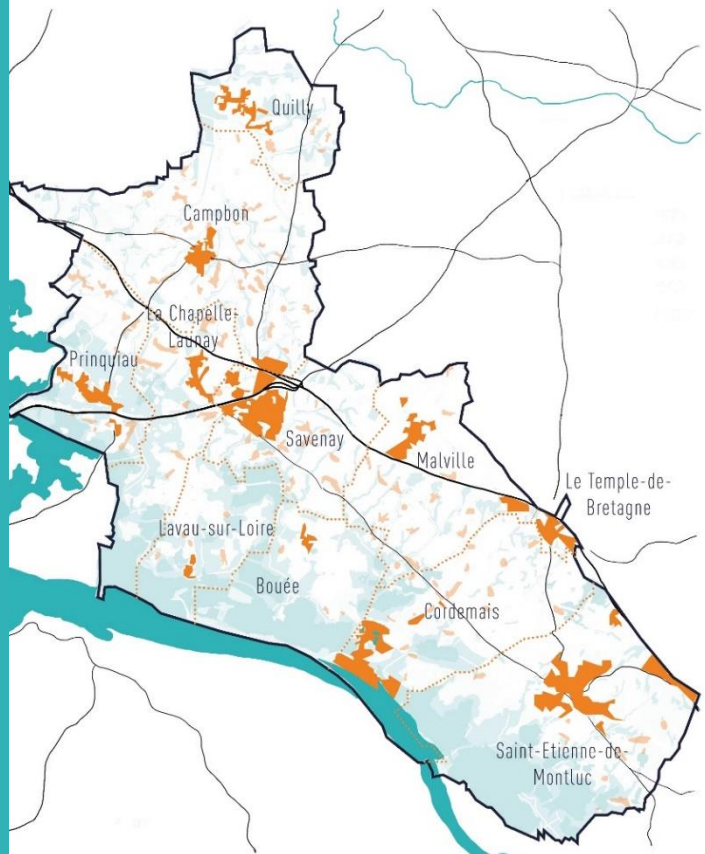 Quilly
Campbon
La Chapelle-
Launay
Prinquiau
Savenay
Malville
Le Temple-de-
Bretagne
Lavau-sur-Loire
Bouée
Cordemais
Saint-Etienne-de-
Montluc